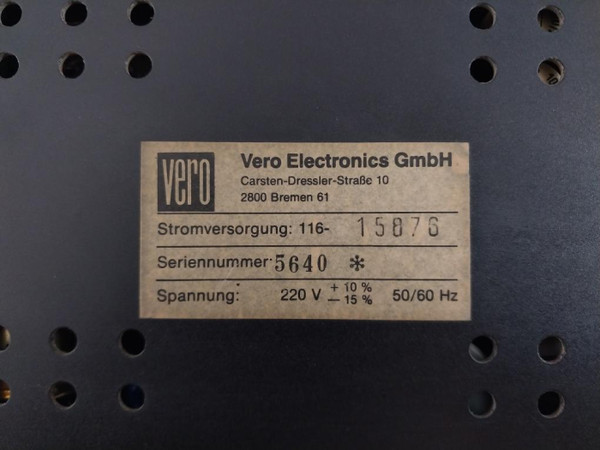 vero
Vero Electronics GmbH
Carsten-Dressler-Straße 10
2800 Bremen 61
Stromversorgung: 116- 15876
Seriennummer: 5640 *
Spannung: 220 V + 10 % — 15 % 50/60 Hz